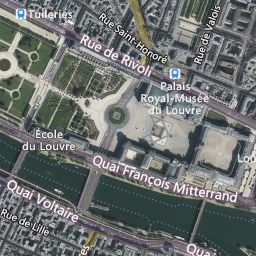 Tuileries
Rue Saint-Honoré
Rue de Valois
Rue de Rivoli
Palais
Royal-Musée
du Louvre
École
du Louvre
Quai François Mitterrand
Quai Voltaire
Rue de Lille